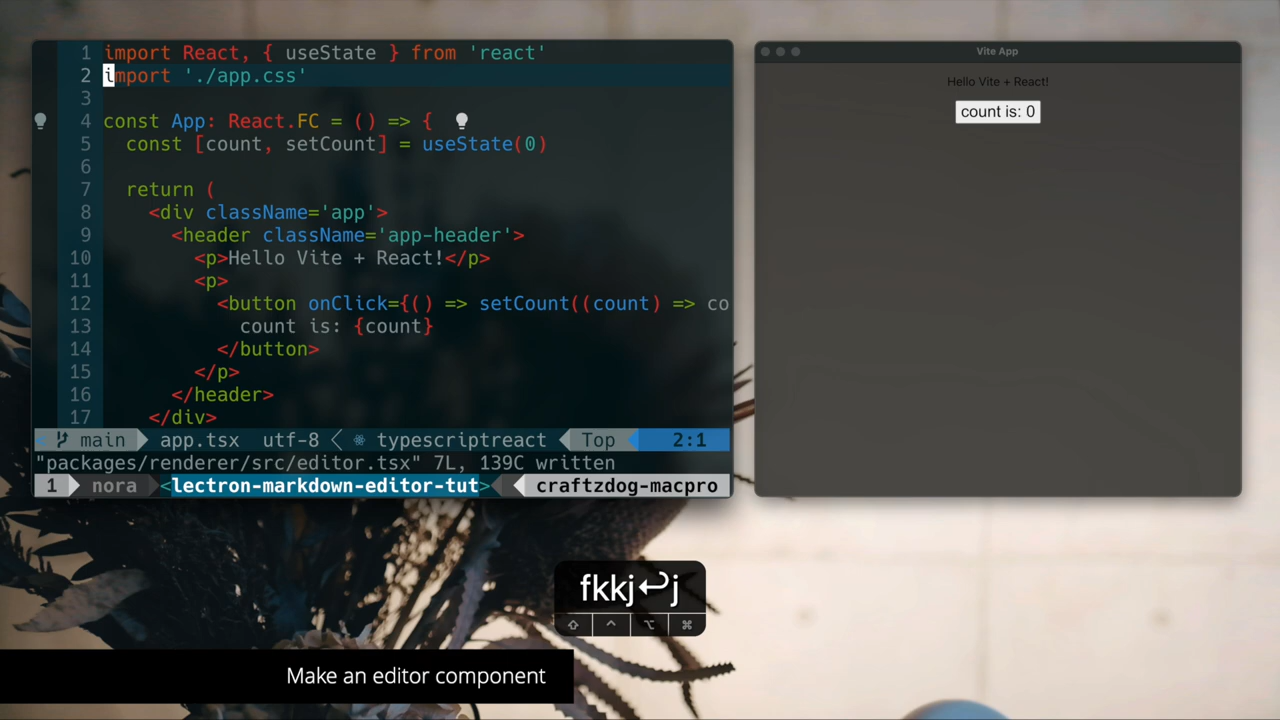 1 import React, { useState } from 'react'
2 import './app.css'
3
4 const App: React.FC = () => {
5 const [count, setCount] = useState(0)
6
7 return (
8 <div className='app'>
9 <header className='app-header'>
10 <p>Hello Vite + React!</p>
11 <p>
12 <button onClick={() => setCount((count) => co
13 count is: {count}
14 </button>
15 </p>
16 </header>
17 </div>
main app.tsx utf-8 typescriptreact Top 2:1
"packages/renderer/src/editor.tsx" 7L, 139C written
1 nora <lectron-markdown-editor-tut> craftzdog-macpro
Vite App
Hello Vite + React!
count is: 0
fkkj↩j
⇧ ^ ⌥ ⌘
Make an editor component